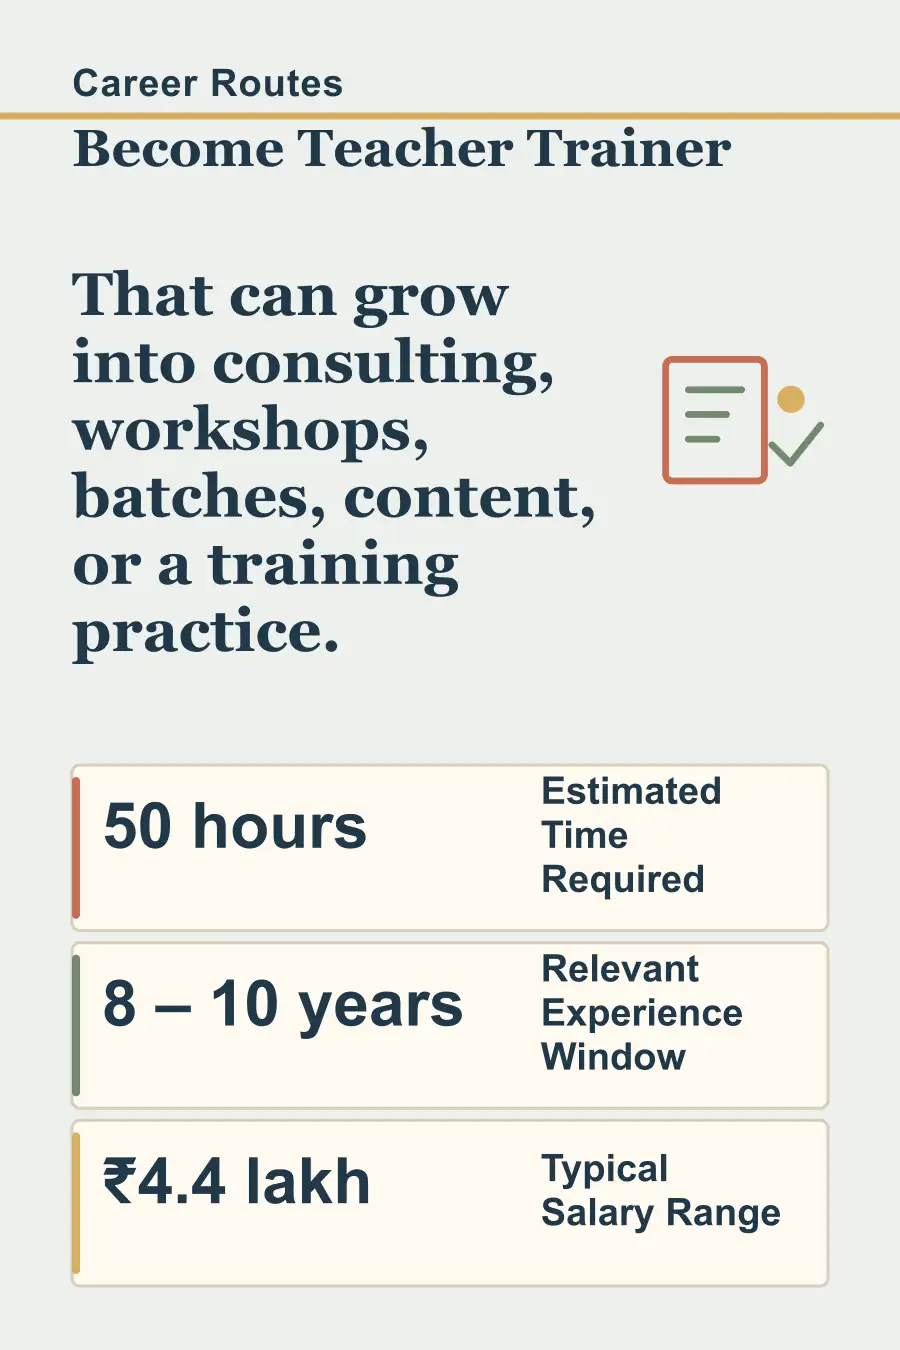 Career Routes
Become Teacher Trainer
That can grow
into consulting,
workshops,
batches, content,
or a training
practice.
50 hours
Estimated
Time
Required
8 – 10 years
Relevant
Experience
Window
₹4.4 lakh
Typical
Salary Range